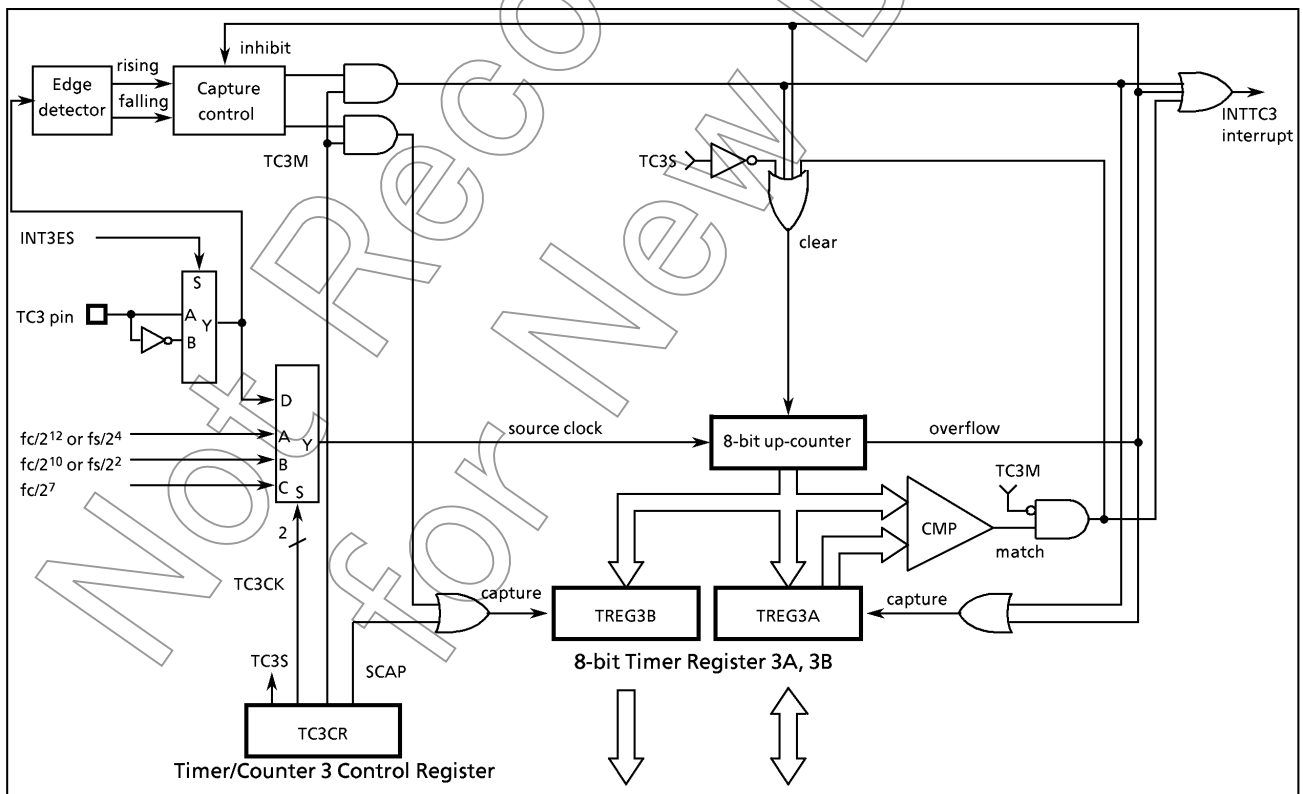 inhibit
rising
Edge
detector
falling
Capture
control
TC3M
TC3S
INTTC3
interrupt
INT3ES
clear
S
TC3 pin
A
Y
B
D
fc/2¹² or fs/2⁴
A
Y
source clock
8-bit up-counter
overflow
fc/2¹⁰ or fs/2²
B
fc/2⁷
C
S
TC3M
2
CMP
match
TC3CK
capture
TREG3B
TREG3A
capture
TC3S
SCAP
8-bit Timer Register 3A, 3B
TC3CR
Timer/Counter 3 Control Register
Not Reco
for New D